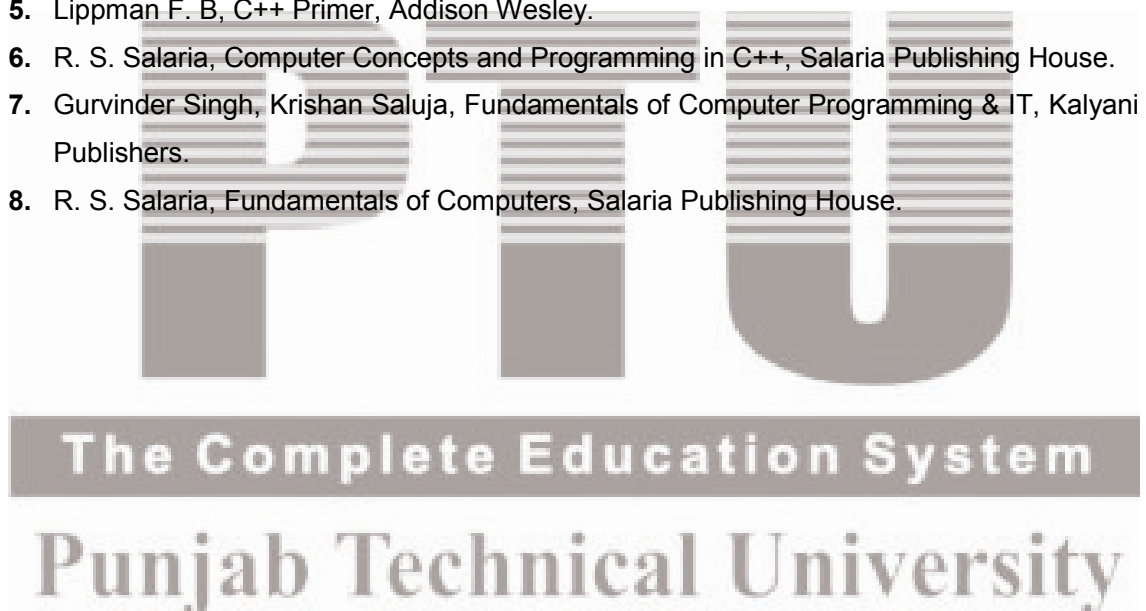 5. Lippman F. B, C++ Primer, Addison Wesley.
6. R. S. Salaria, Computer Concepts and Programming in C++, Salaria Publishing House.
7. Gurvinder Singh, Krishan Saluja, Fundamentals of Computer Programming & IT, Kalyani
Publishers.
8. R. S. Salaria, Fundamentals of Computers, Salaria Publishing House.
PTU
The Complete Education System
Punjab Technical University